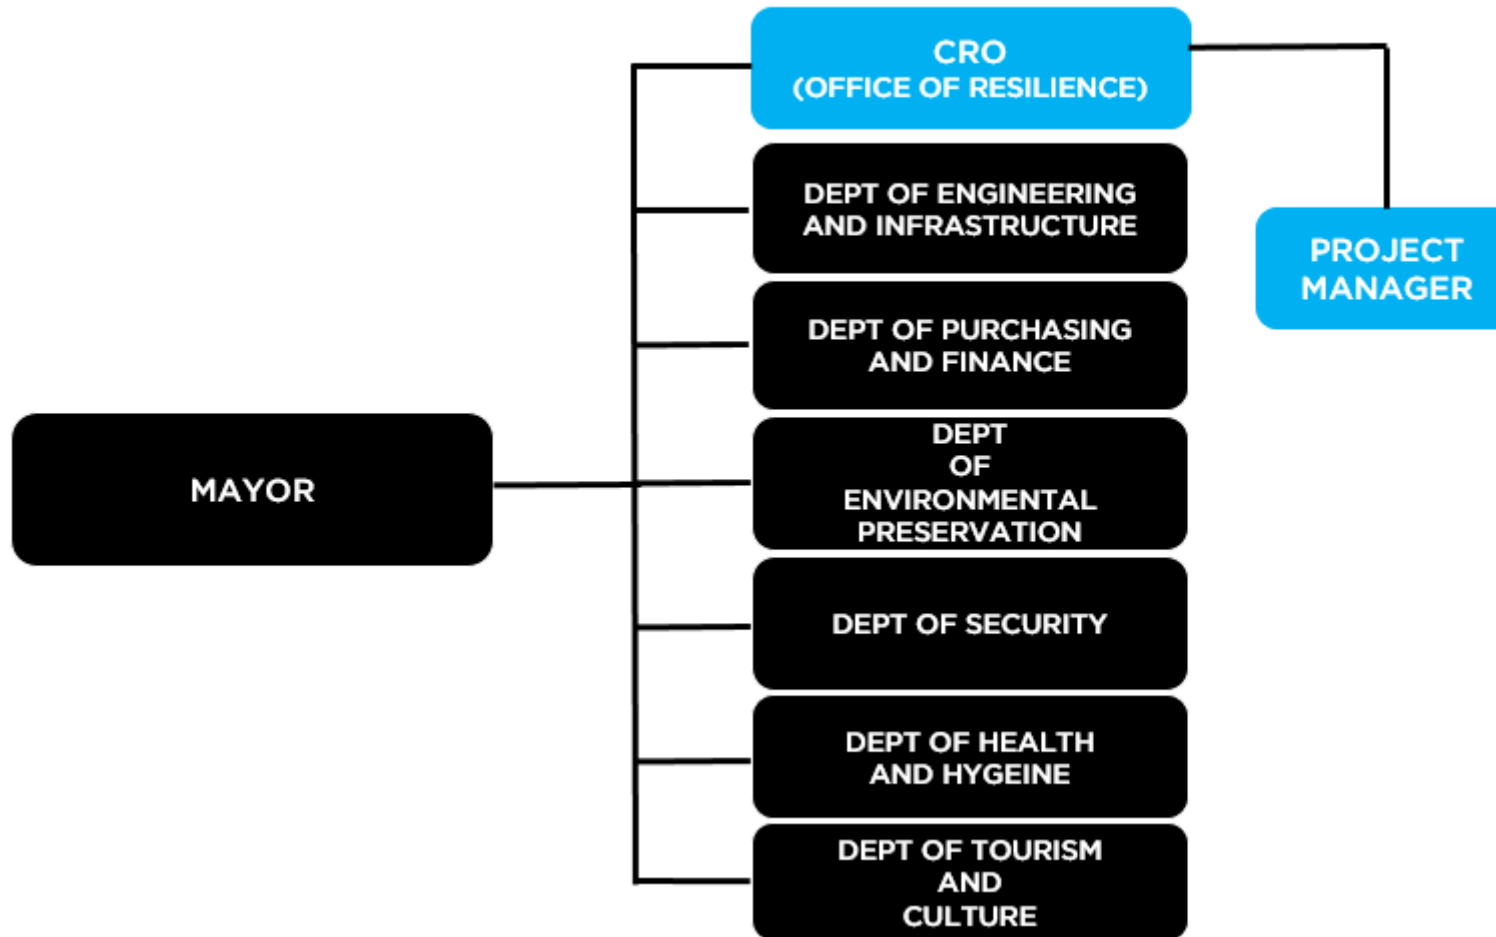 CRO
(OFFICE OF RESILIENCE)
DEPT OF ENGINEERING
AND INFRASTRUCTURE
PROJECT
MANAGER
DEPT OF PURCHASING
AND FINANCE
DEPT
OF
ENVIRONMENTAL
PRESERVATION
MAYOR
DEPT OF SECURITY
DEPT OF HEALTH
AND HYGEINE
DEPT OF TOURISM
AND
CULTURE